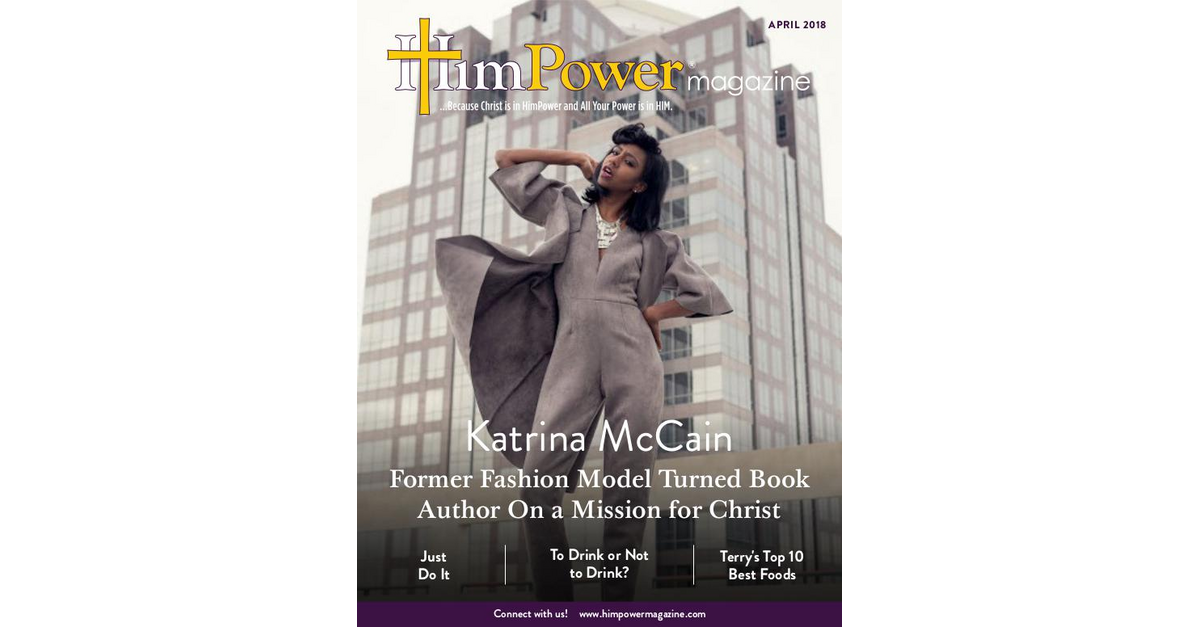 APRIL 2018
HimPower® magazine
...Because Christ is in HimPower and All Your Power is in HIM.
Katrina McCain
Former Fashion Model Turned Book
Author On a Mission for Christ
Just
Do It
To Drink or Not
to Drink?
Terry's Top 10
Best Foods
Connect with us! www.himpowermagazine.com